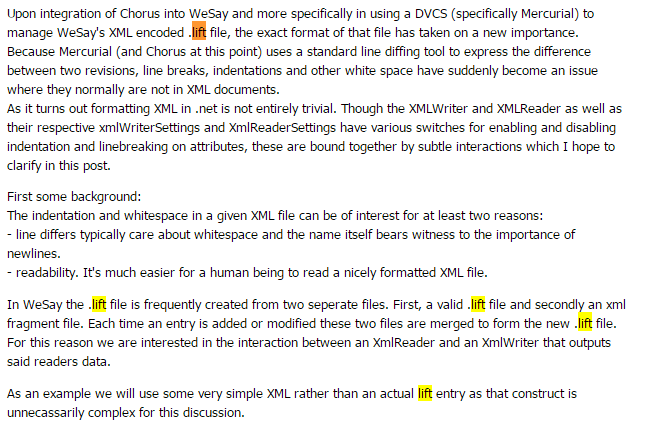 Upon integration of Chorus into WeSay and more specifically in using a DVCS (specifically Mercurial) to
manage WeSay's XML encoded .lift file, the exact format of that file has taken on a new importance.
Because Mercurial (and Chorus at this point) uses a standard line diffing tool to express the difference
between two revisions, line breaks, indentations and other white space have suddenly become an issue
where they normally are not in XML documents.
As it turns out formatting XML in .net is not entirely trivial. Though the XMLWriter and XMLReader as well as
their respective xmlWriterSettings and XmlReaderSettings have various switches for enabling and disabling
indentation and linebreaking on attributes, these are bound together by subtle interactions which I hope to
clarify in this post.
First some background:
The indentation and whitespace in a given XML file can be of interest for at least two reasons:
- line differs typically care about whitespace and the name itself bears witness to the importance of
newlines.
- readability. It's much easier for a human being to read a nicely formatted XML file.
In WeSay the .lift file is frequently created from two seperate files. First, a valid .lift file and secondly an xml
fragment file. Each time an entry is added or modified these two files are merged to form the new .lift file.
For this reason we are interested in the interaction between an XmlReader and an XmlWriter that outputs
said readers data.
As an example we will use some very simple XML rather than an actual lift entry as that construct is
unnecassarily complex for this discussion.